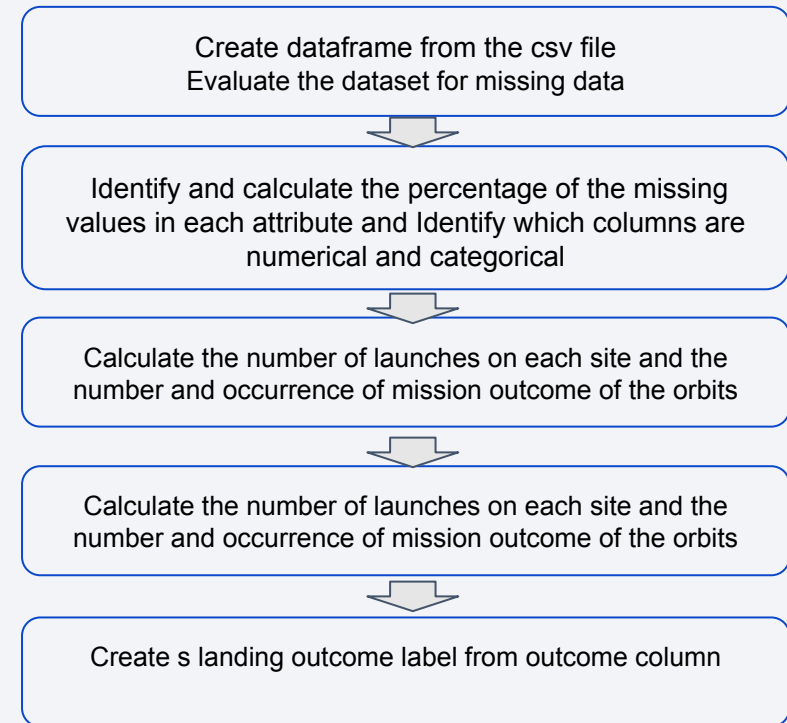 Create dataframe from the csv file
Evaluate the dataset for missing data
Identify and calculate the percentage of the missing
values in each attribute and Identify which columns are
numerical and categorical
Calculate the number of launches on each site and the
number and occurrence of mission outcome of the orbits
Calculate the number of launches on each site and the
number and occurrence of mission outcome of the orbits
Create s landing outcome label from outcome column